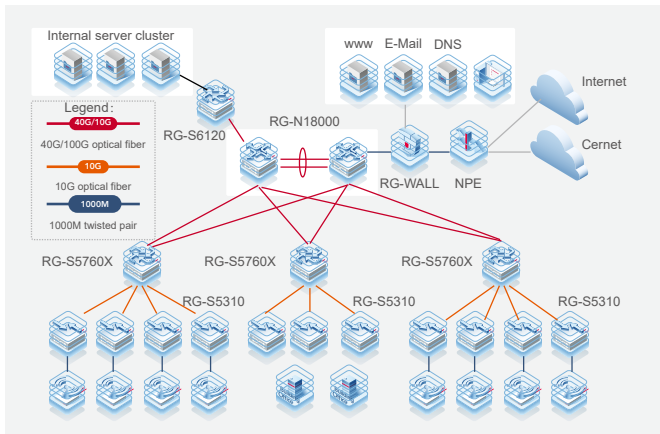 Internal server cluster
www
E-Mail
DNS
Internet
Legend：
40G/10G
40G/100G optical fiber
10G
10G optical fiber
1000M
1000M twisted pair
RG-S6120
RG-N18000
RG-WALL
NPE
Cernet
RG-S5760X
RG-S5760X
RG-S5760X
RG-S5310
RG-S5310
RG-S5310